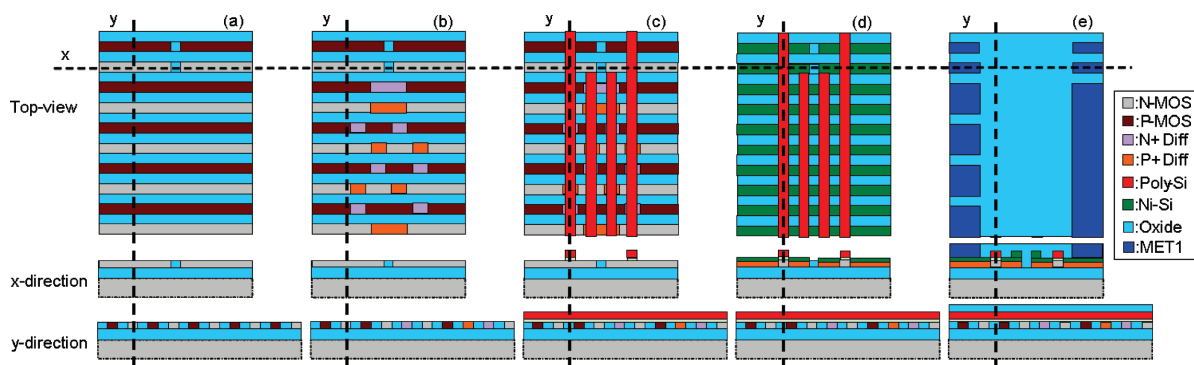 y (a) y (b) y (c) y (d) y (e)
x
Top-view
:N-MOS
:P-MOS
:N+ Diff
:P+ Diff
:Poly-Si
:Ni-Si
:Oxide
:MET1
x-direction
y-direction